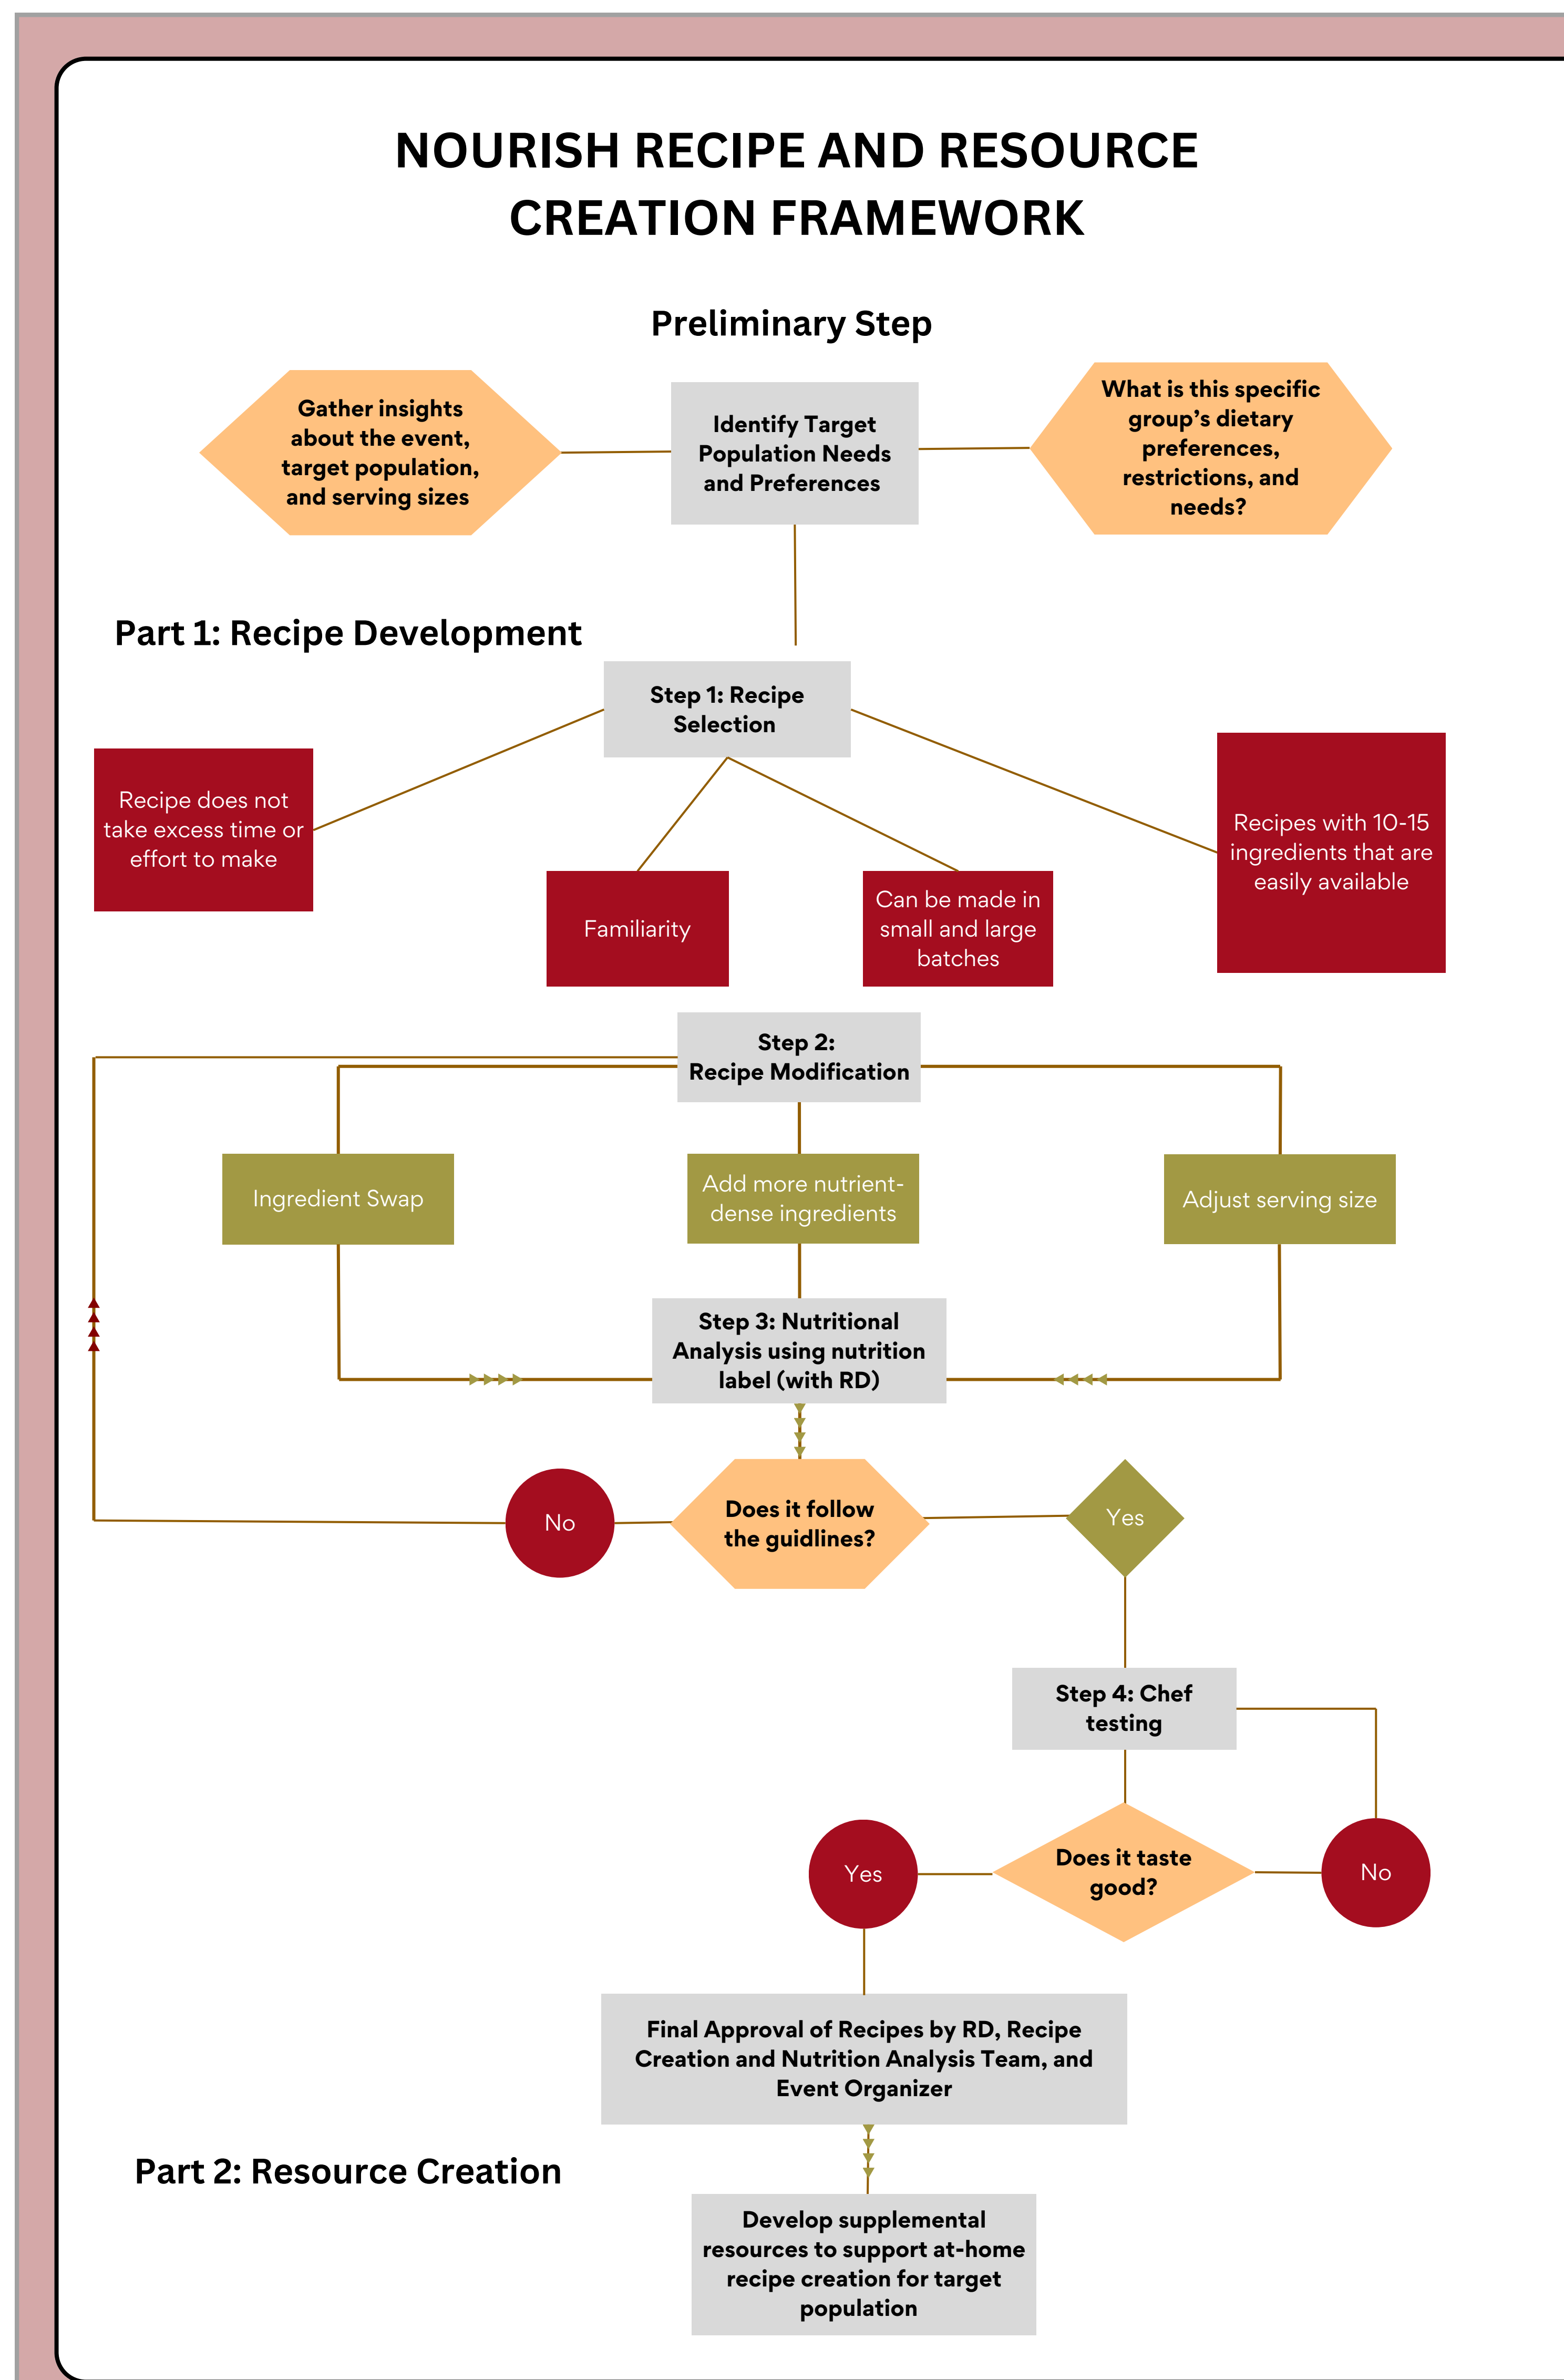 NOURISH RECIPE AND RESOURCE
CREATION FRAMEWORK
Preliminary Step
Gather insights
about the event,
target population,
and serving sizes
Identify Target
Population Needs
and Preferences
What is this specific
group's dietary
preferences,
restrictions, and
needs?
Part 1: Recipe Development
Step 1: Recipe
Selection
Recipe does not
take excess time or
effort to make
Familiarity
Can be made in
small and large
batches
Recipes with 10-15
ingredients that are
easily available
Step 2:
Recipe Modification
Ingredient Swap
Add more nutrient-
dense ingredients
Adjust serving size
Step 3: Nutritional
Analysis using nutrition
label (with RD)
No
Does it follow
the guidlines?
Yes
Step 4: Chef
testing
Yes
Does it taste
good?
No
Final Approval of Recipes by RD, Recipe
Creation and Nutrition Analysis Team, and
Event Organizer
Part 2: Resource Creation
Develop supplemental
resources to support at-home
recipe creation for target
population